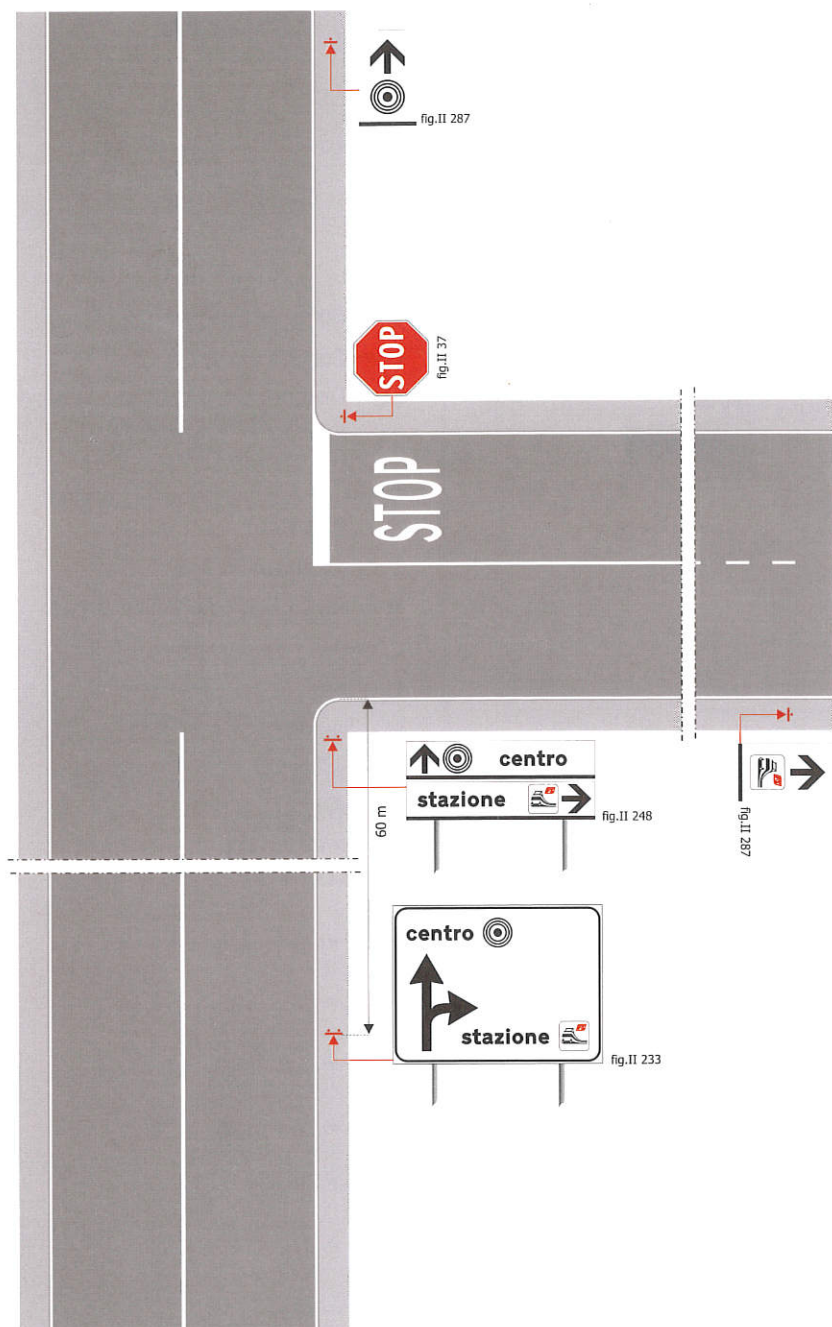 fig.II 287
STOP
fig.II 37
STOP
centro
stazione
fig.II 248
fig.II 287
60 m
centro
stazione
fig.II 233